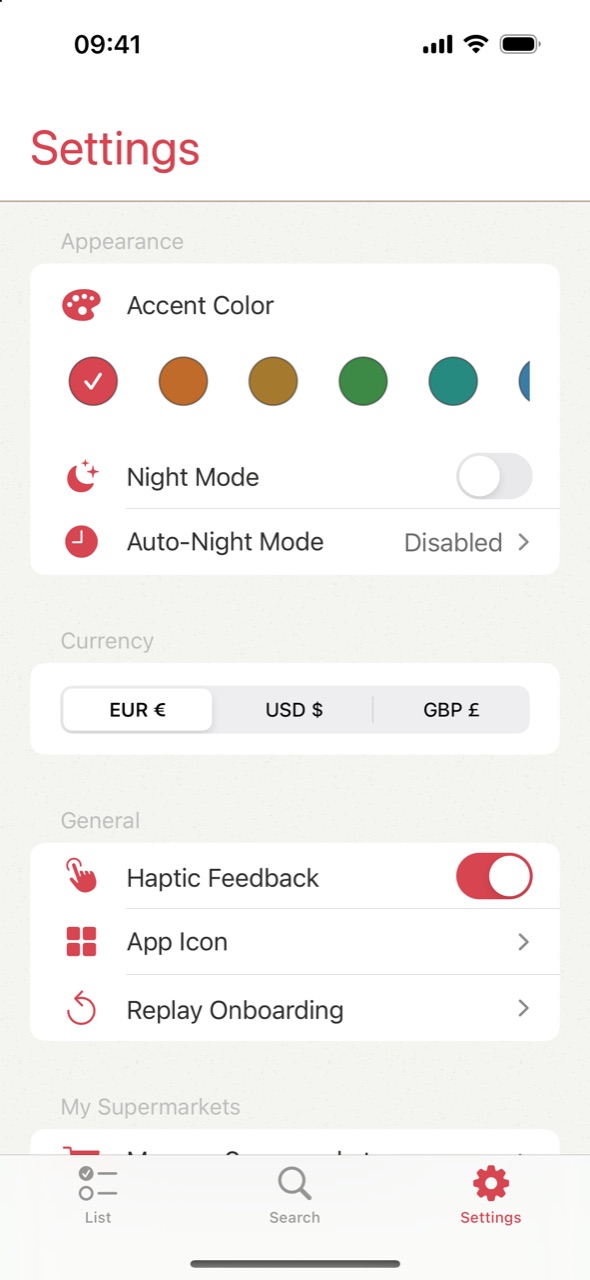 09:41
Settings
Appearance
Accent Color
Night Mode
Auto-Night Mode Disabled
Currency
EUR € USD $ GBP £
General
Haptic Feedback
App Icon
Replay Onboarding
My Supermarkets
List Search Settings